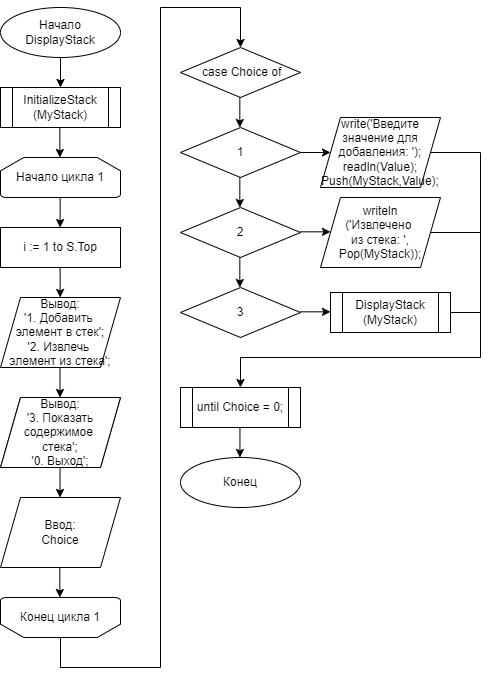 Начало
DisplayStack
InitializeStack
(MyStack)
Начало цикла 1
i := 1 to S.Top
Вывод:
'1. Добавить
элемент в стек';
'2. Извлечь
элемент из стека';
Вывод:
'3. Показать
содержимое
стека';
'0. Выход';
Ввод:
Choice
Конец цикла 1
case Choice of
1
write('Введите
значение для
добавления: ');
readln(Value);
Push(MyStack,Value);
2
writeln
('Извлечено
из стека: ',
Pop(MyStack));
3
DisplayStack
(MyStack)
until Choice = 0;
Конец